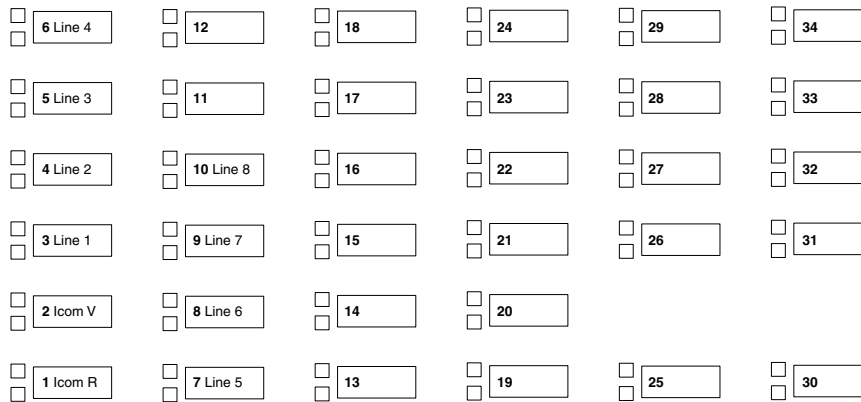 6 Line 4 12 18 24 29 34
5 Line 3 11 17 23 28 33
4 Line 2 10 Line 8 16 22 27 32
3 Line 1 9 Line 7 15 21 26 31
2 Icom V 8 Line 6 14 20
1 Icom R 7 Line 5 13 19 25 30